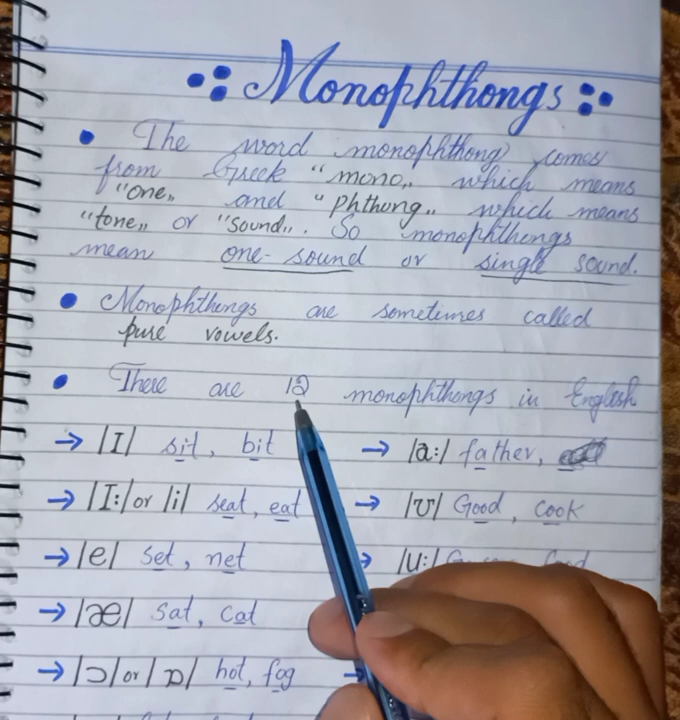 Monophthongs
The word monophthong comes
from Greek "mono" which means
"one" and "phthong" which means
"tone" or "sound". So monophthongs
mean one-sound or single sound.
Monophthongs are sometimes called
pure vowels.
There are 12 monophthongs in English
→ |I| sit, bit → |a:| father,
→ |I:| or |i| seat, eat → |ʊ| Good, cook
→ |e| set, net → |u:|
→ |æ| sat, cat
→ |ɔ| or |ɒ| hot, fog →